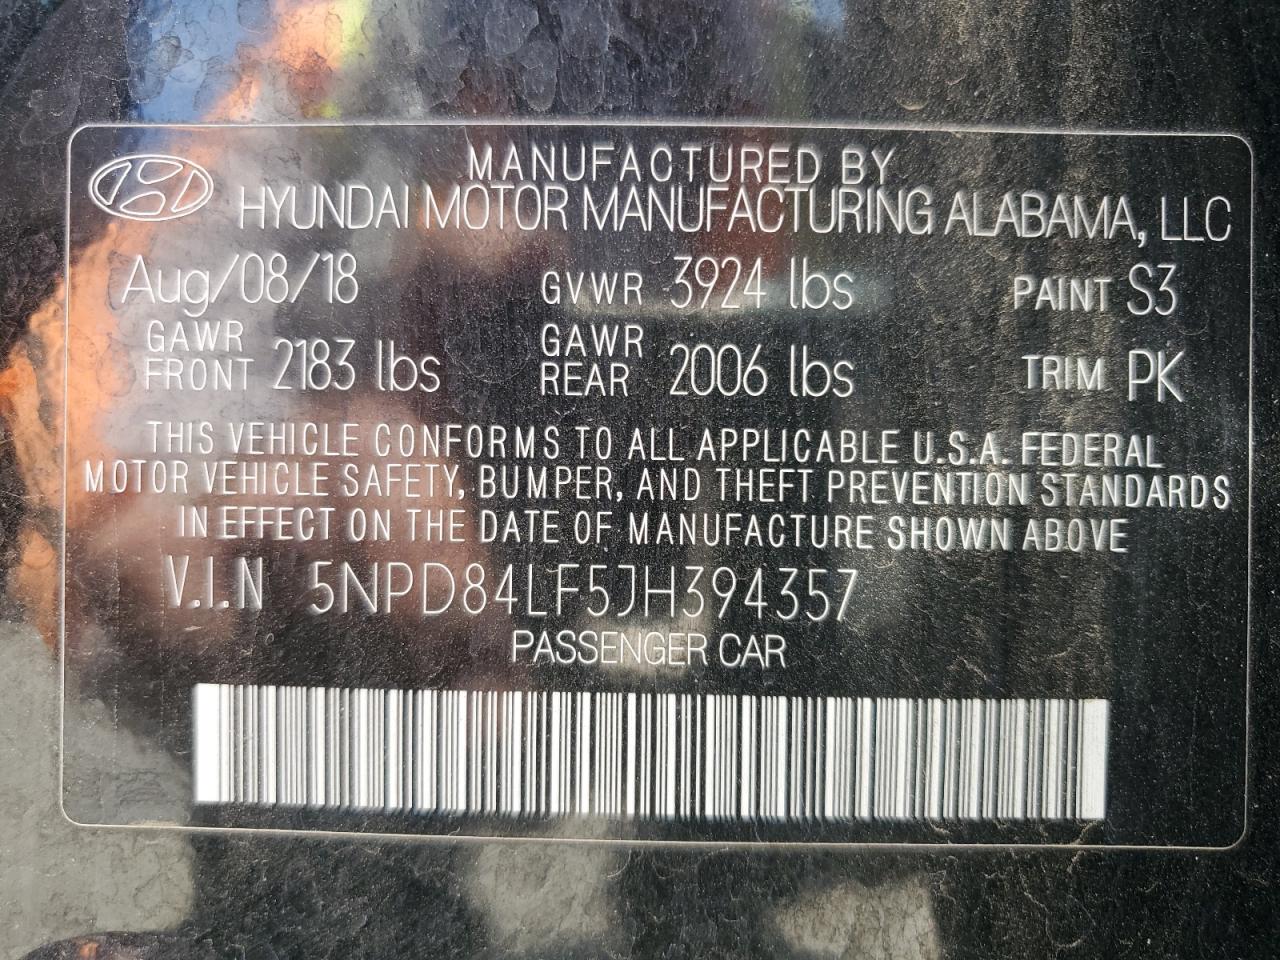 MANUFACTURED BY
HYUNDAI MOTOR MANUFACTURING ALABAMA, LLC
Aug/08/18 GVWR 3924 lbs PAINT S3
GAWR FRONT 2183 lbs GAWR REAR 2006 lbs TRIM PK
THIS VEHICLE CONFORMS TO ALL APPLICABLE U.S.A. FEDERAL
MOTOR VEHICLE SAFETY, BUMPER, AND THEFT PREVENTION STANDARDS
IN EFFECT ON THE DATE OF MANUFACTURE SHOWN ABOVE
V.I.N 5NPD84LF5JH394357
PASSENGER CAR